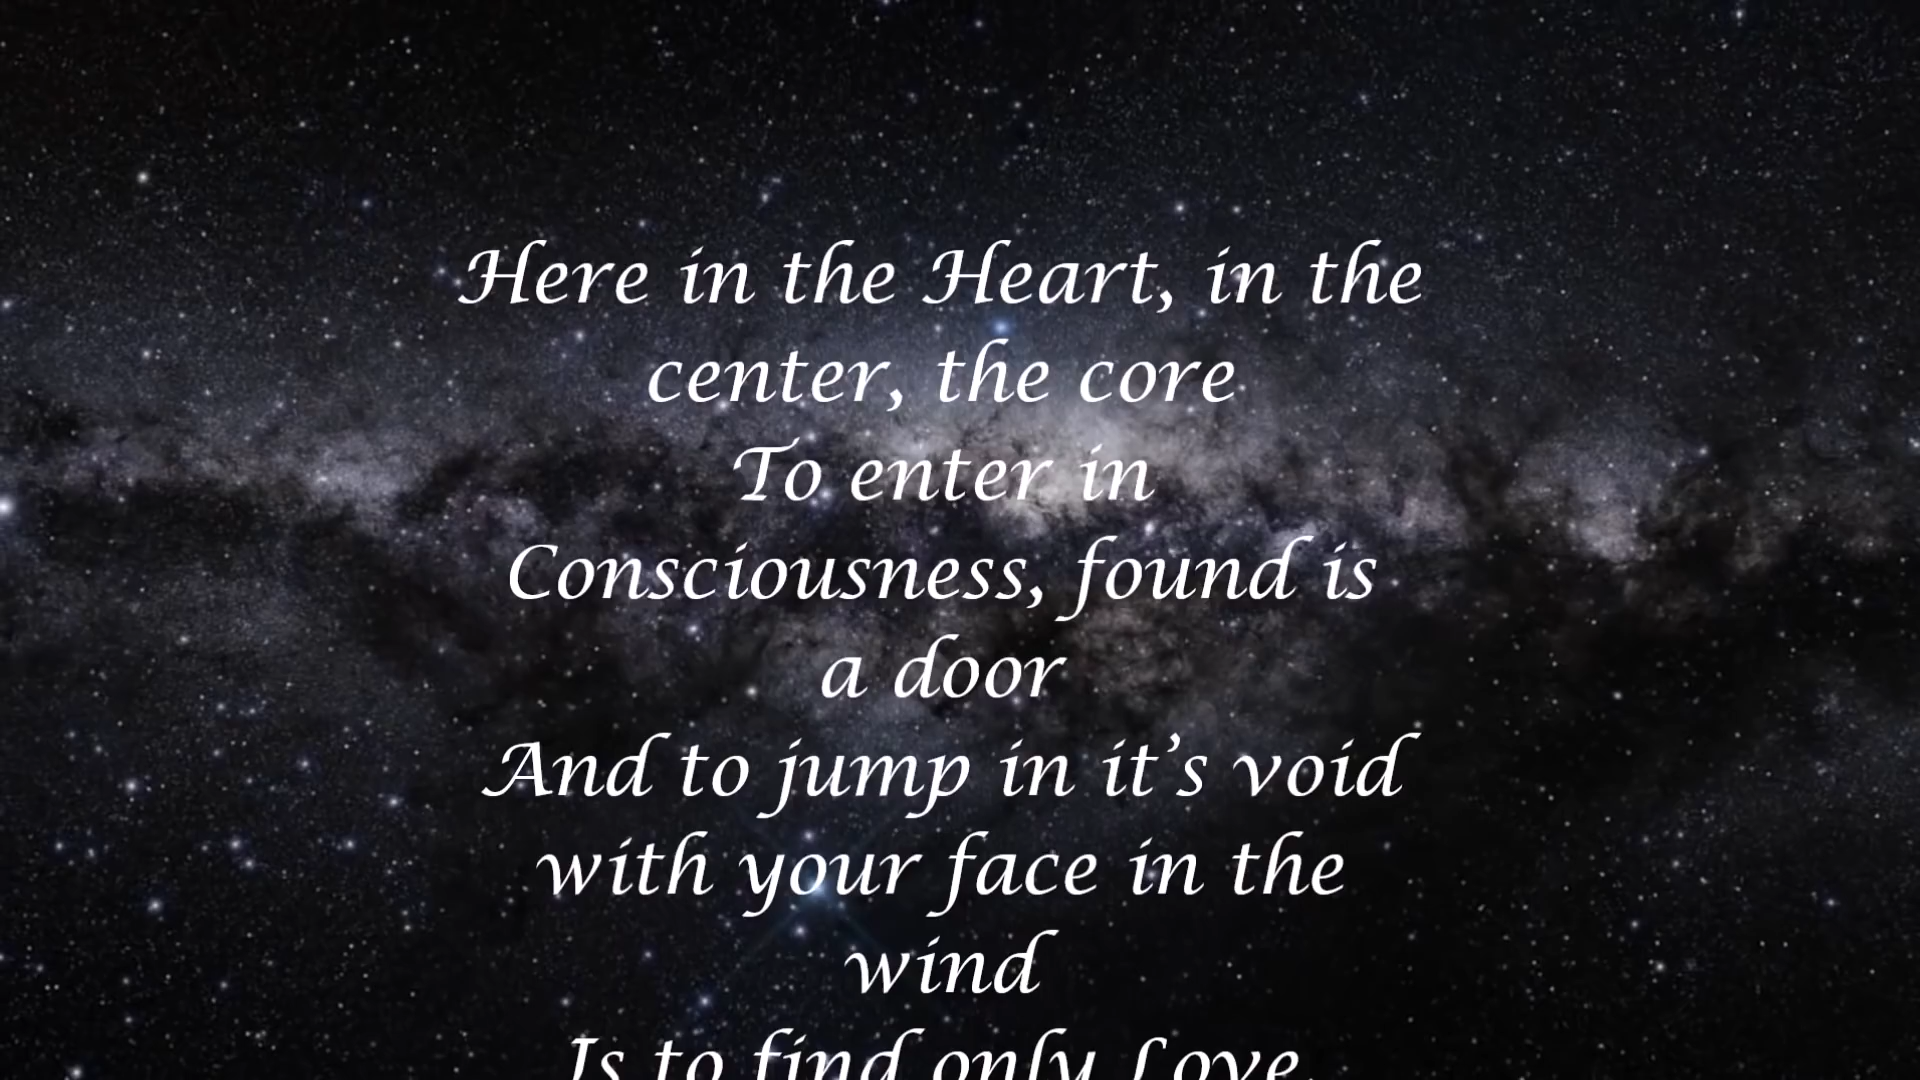 Here in the Heart, in the
center, the core
To enter in
Consciousness, found is
a door
And to jump in it’s void
with your face in the
wind
Is to find only Love.